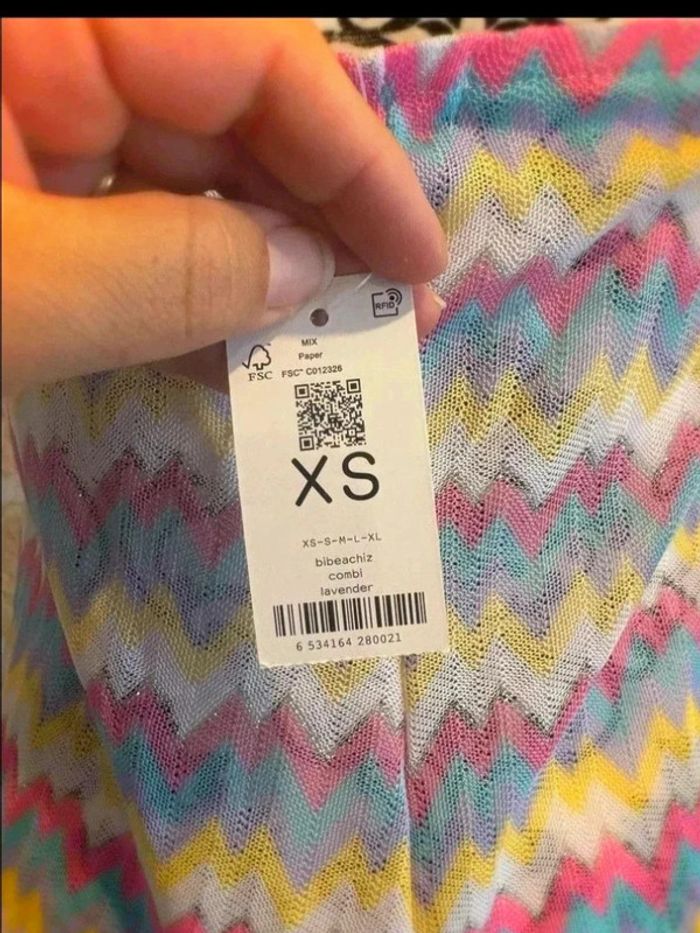 RFID
MIX
Paper
FSC FSC™ C012326
XS
XS-S-M-L-XL
bibeachiz
combi
lavender
6 534164 280021